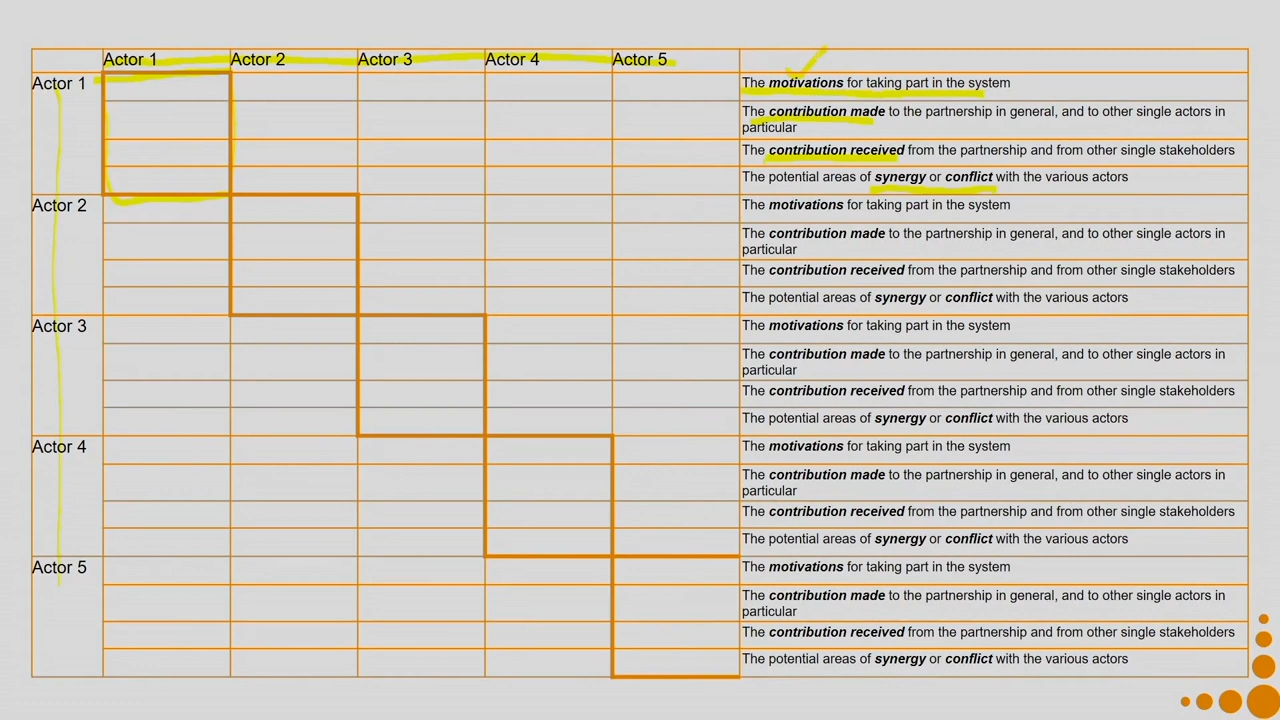 Actor 1 Actor 2 Actor 3 Actor 4 Actor 5
Actor 1 The motivations for taking part in the system
The contribution made to the partnership in general, and to other single actors in
particular
The contribution received from the partnership and from other single stakeholders
The potential areas of synergy or conflict with the various actors
Actor 2 The motivations for taking part in the system
The contribution made to the partnership in general, and to other single actors in
particular
The contribution received from the partnership and from other single stakeholders
The potential areas of synergy or conflict with the various actors
Actor 3 The motivations for taking part in the system
The contribution made to the partnership in general, and to other single actors in
particular
The contribution received from the partnership and from other single stakeholders
The potential areas of synergy or conflict with the various actors
Actor 4 The motivations for taking part in the system
The contribution made to the partnership in general, and to other single actors in
particular
The contribution received from the partnership and from other single stakeholders
The potential areas of synergy or conflict with the various actors
Actor 5 The motivations for taking part in the system
The contribution made to the partnership in general, and to other single actors in
particular
The contribution received from the partnership and from other single stakeholders
The potential areas of synergy or conflict with the various actors